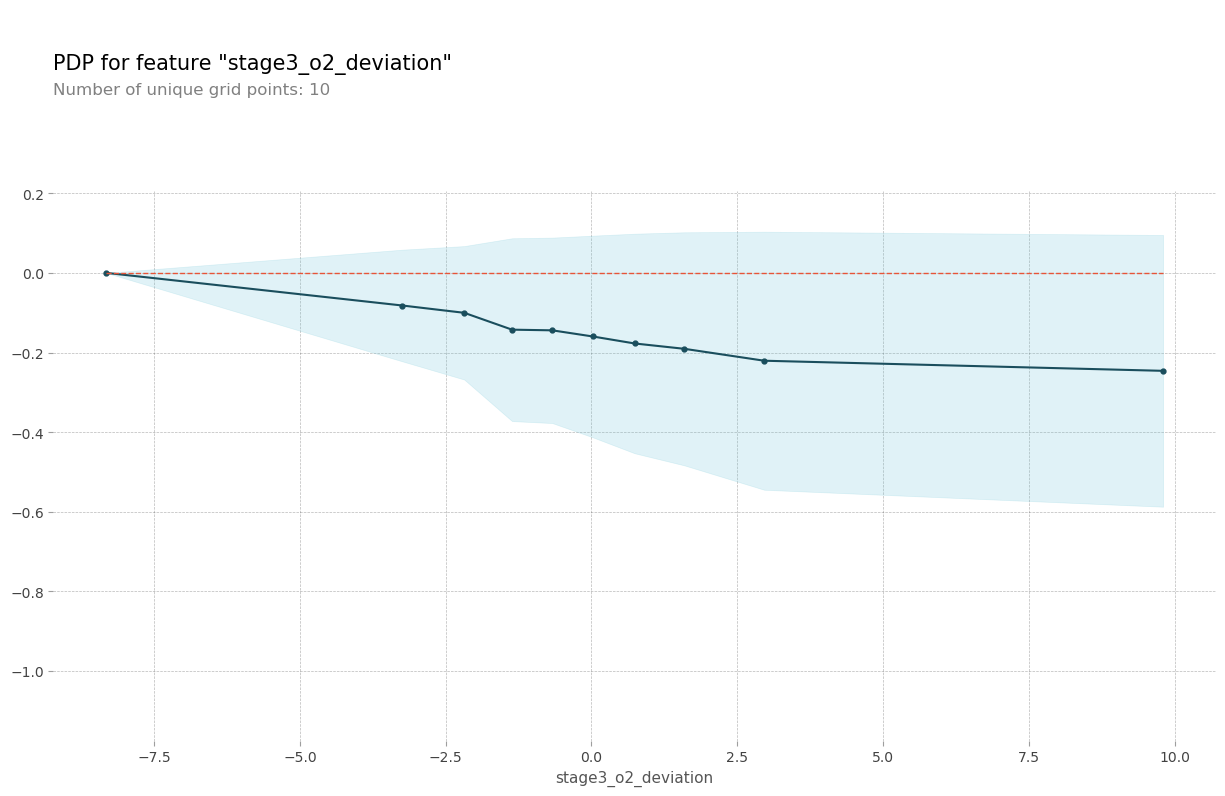 PDP for feature "stage3_o2_deviation"
Number of unique grid points: 10
0.2
0.0
−0.2
−0.4
−0.6
−0.8
−1.0
−7.5 −5.0 −2.5 0.0 2.5 5.0 7.5 10.0
stage3_o2_deviation